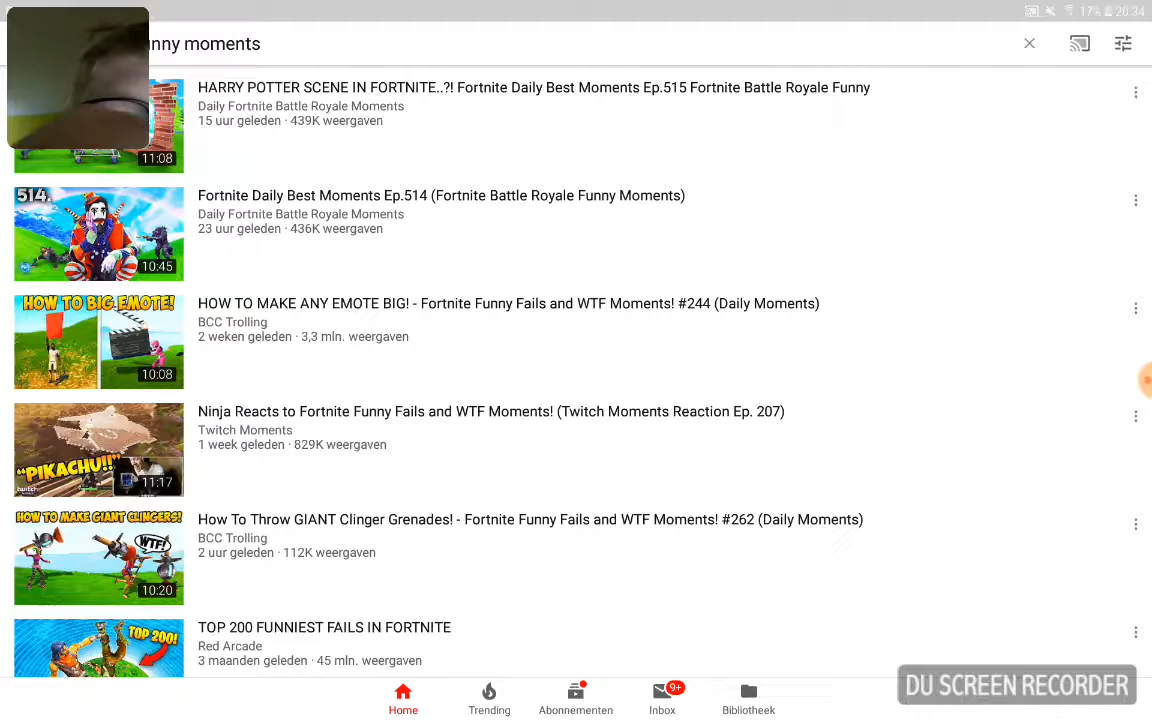 17% 20:34
nny moments
HARRY POTTER SCENE IN FORTNITE..?! Fortnite Daily Best Moments Ep.515 Fortnite Battle Royale Funny
Daily Fortnite Battle Royale Moments
15 uur geleden · 439K weergaven
11:08
514.
Fortnite Daily Best Moments Ep.514 (Fortnite Battle Royale Funny Moments)
Daily Fortnite Battle Royale Moments
23 uur geleden · 436K weergaven
10:45
HOW TO BIG EMOTE!
HOW TO MAKE ANY EMOTE BIG! - Fortnite Funny Fails and WTF Moments! #244 (Daily Moments)
BCC Trolling
2 weken geleden · 3,3 mln. weergaven
10:08
Ninja Reacts to Fortnite Funny Fails and WTF Moments! (Twitch Moments Reaction Ep. 207)
Twitch Moments
1 week geleden · 829K weergaven
"PIKACHU!!"
11:17
twitch
HOW TO MAKE GIANT CLINGERS!
How To Throw GIANT Clinger Grenades! - Fortnite Funny Fails and WTF Moments! #262 (Daily Moments)
BCC Trolling
2 uur geleden · 112K weergaven
WTF!
10:20
TOP 200!
TOP 200 FUNNIEST FAILS IN FORTNITE
Red Arcade
3 maanden geleden · 45 mln. weergaven
DU SCREEN RECORDER
9+
Home Trending Abonnementen Inbox Bibliotheek